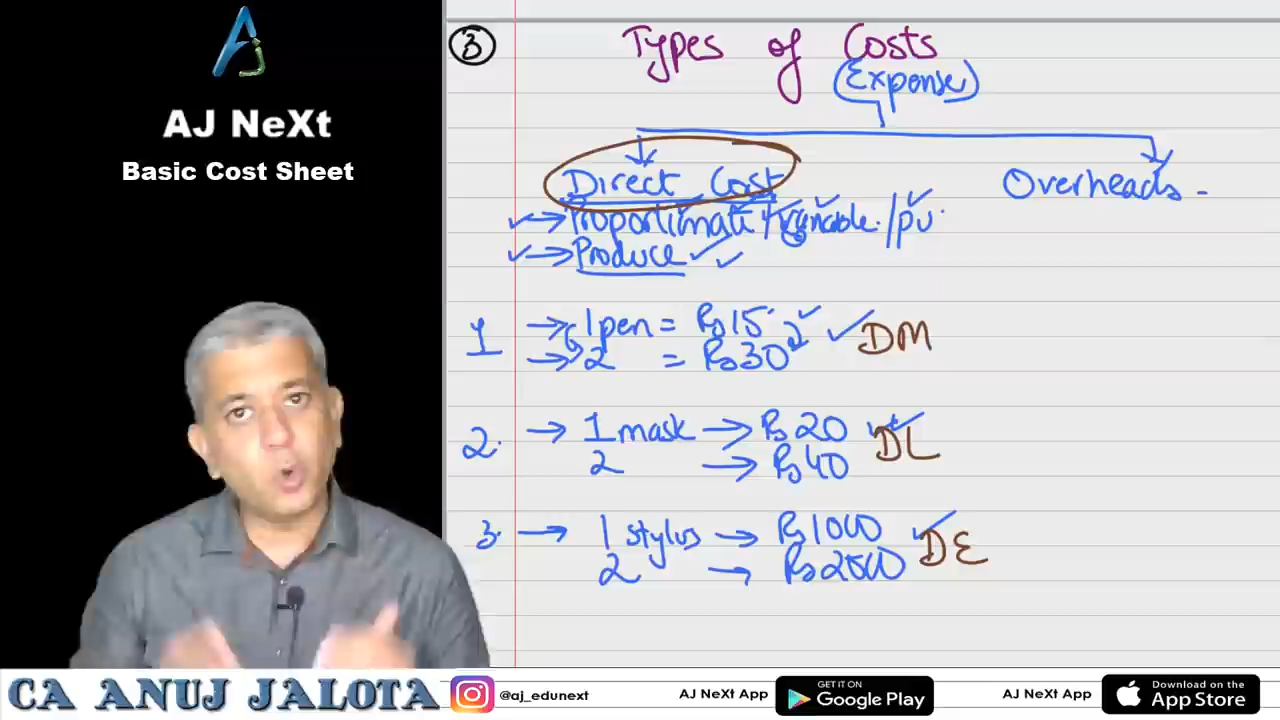 AJ NeXt
Basic Cost Sheet
3 Types of Costs
(Expense)
Direct Cost
Overheads
→ Proportimate / variable / pu
→ Produce
1 → 1 pen = Rs 15
→ 2 = Rs 30 DM
2. → 1 mask → Rs 20
2 → Rs 40 DL
3. → 1 stylus → Rs 1000
2 → Rs 2000 DE
CA ANUJ JALOTA
@aj_edunext
AJ NeXt App
GET IT ON
Google Play
AJ NeXt App
Download on the
App Store